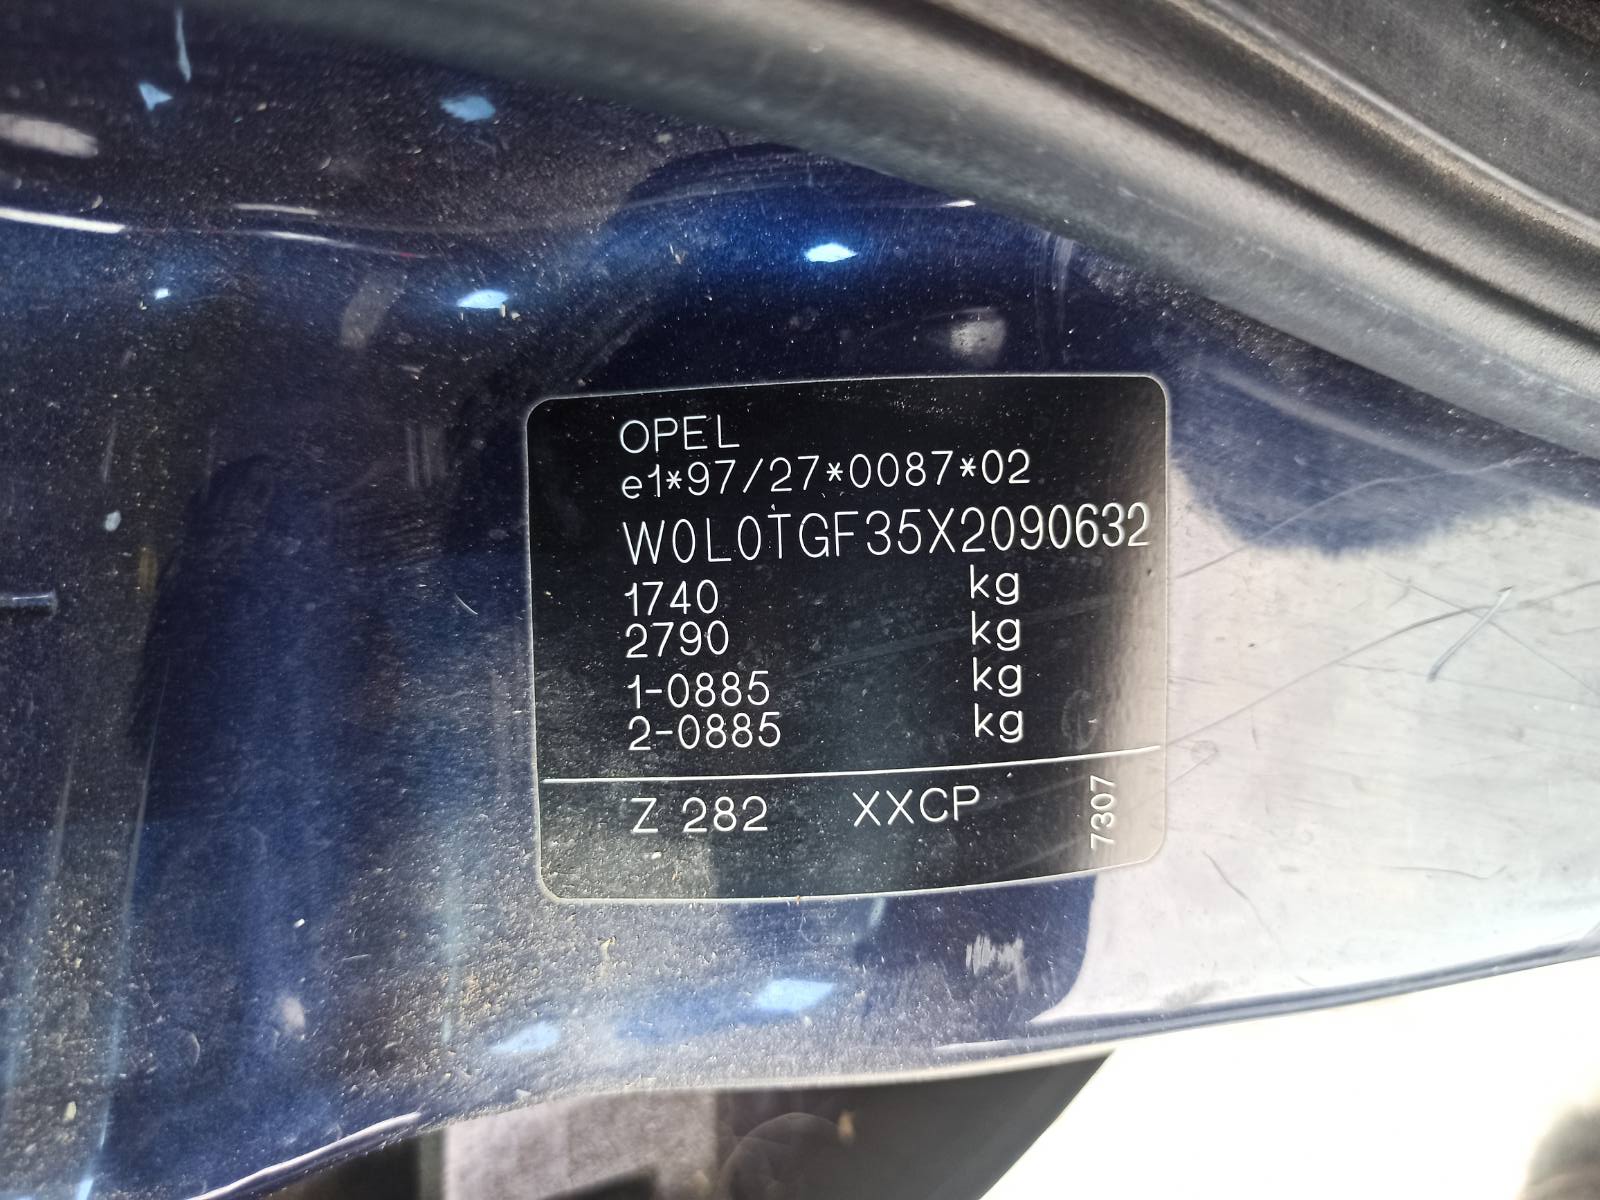 OPEL
e1*97/27*0087*02
W0L0TGF35X2090632
1740 kg
2790 kg
1-0885 kg
2-0885 kg
Z 282 XXCP
7307